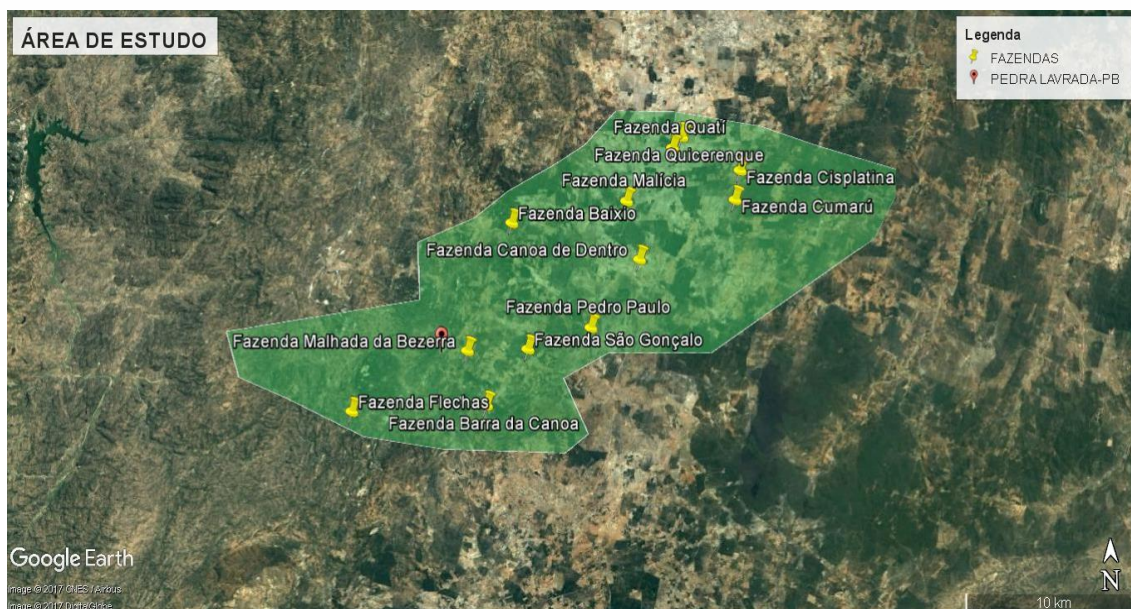 ÁREA DE ESTUDO
Legenda
FAZENDAS
PEDRA LAVRADA-PB
Fazenda Quatí
Fazenda Quicerenque
Fazenda Malícia
Fazenda Cisplatina
Fazenda Cumarú
Fazenda Baixio
Fazenda Canoa de Dentro
Fazenda Pedro Paulo
Fazenda Malhada da Bezerra
Fazenda São Gonçalo
Fazenda Flechas
Fazenda Barra da Canoa
Google Earth
Image © 2017 CNES / Airbus
Image © 2017 DigitalGlobe
N
10 km